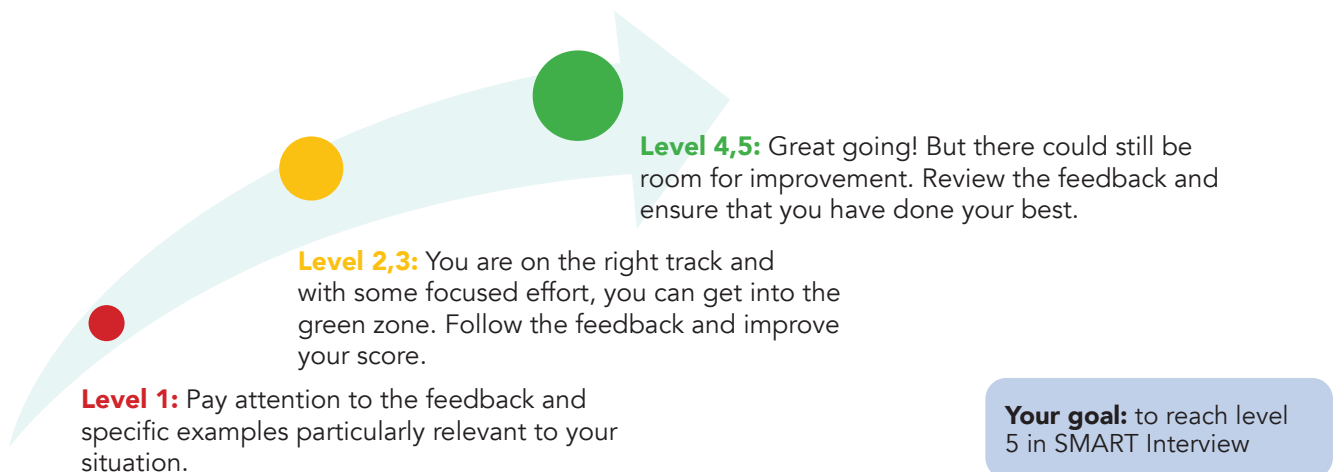 Level 4,5: Great going! But there could still be
room for improvement. Review the feedback and
ensure that you have done your best.
Level 2,3: You are on the right track and
with some focused effort, you can get into the
green zone. Follow the feedback and improve
your score.
Level 1: Pay attention to the feedback and
specific examples particularly relevant to your
situation.
Your goal: to reach level
5 in SMART Interview